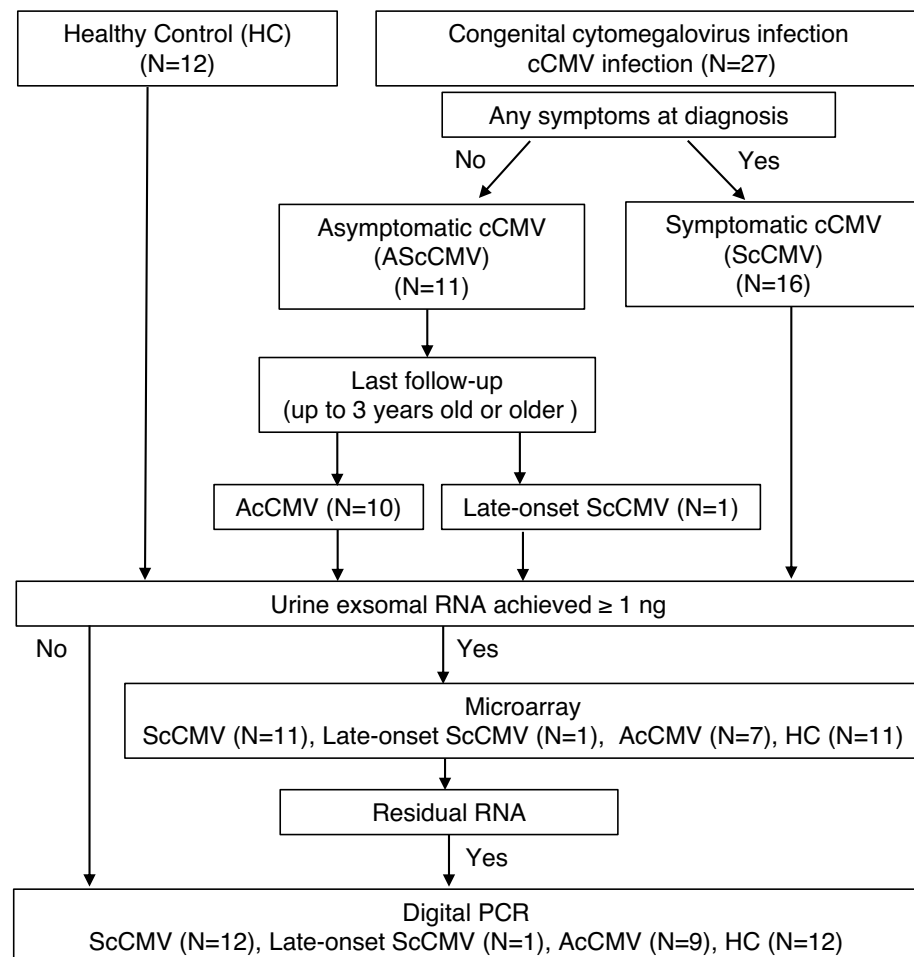 Healthy Control (HC)
(N=12)
Congenital cytomegalovirus infection
cCMV infection (N=27)
Any symptoms at diagnosis
No
Yes
Asymptomatic cCMV
(AScCMV)
(N=11)
Symptomatic cCMV
(ScCMV)
(N=16)
Last follow-up
(up to 3 years old or older )
AcCMV (N=10)
Late-onset ScCMV (N=1)
Urine exsomal RNA achieved ≥ 1 ng
No
Yes
Microarray
ScCMV (N=11), Late-onset ScCMV (N=1), AcCMV (N=7), HC (N=11)
Residual RNA
Yes
Digital PCR
ScCMV (N=12), Late-onset ScCMV (N=1), AcCMV (N=9), HC (N=12)